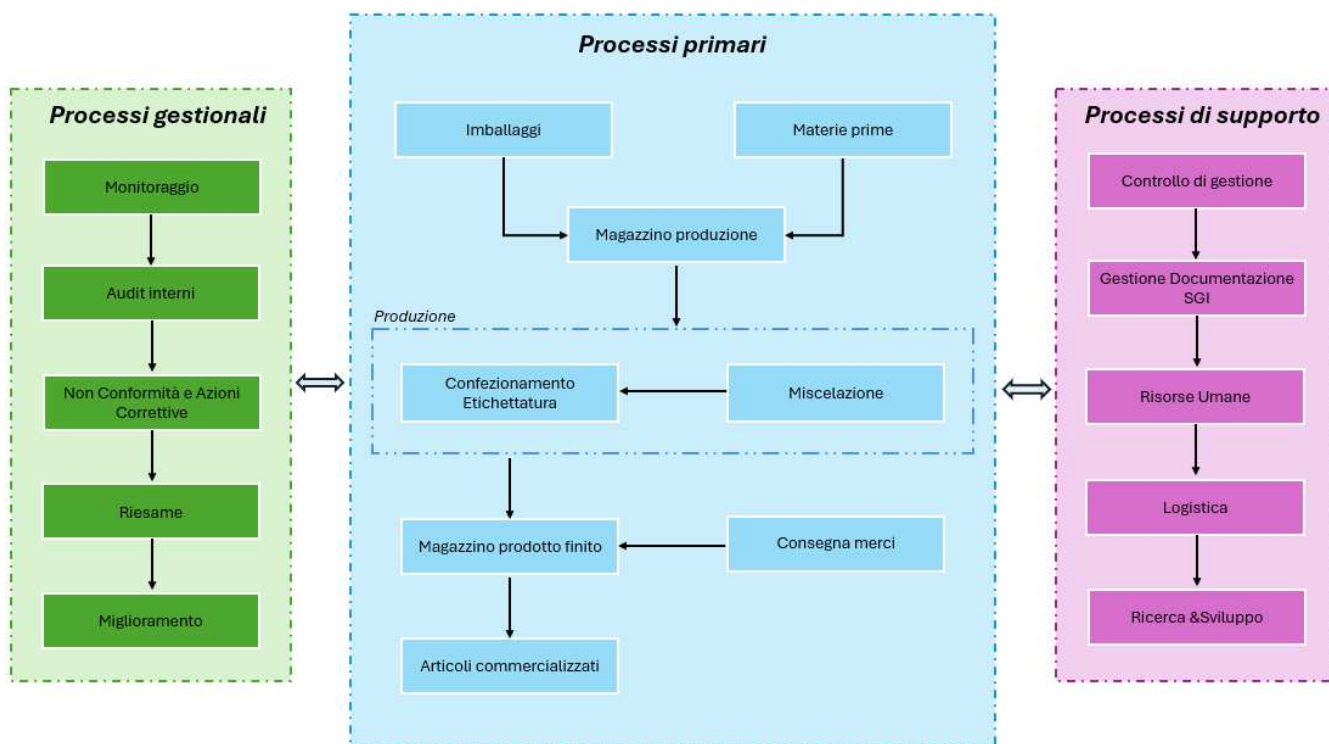 Processi gestionali
Monitoraggio
Audit interni
Non Conformità e Azioni
Correttive
Riesame
Miglioramento
Processi primari
Imballaggi
Materie prime
Magazzino produzione
Produzione
Confezionamento
Etichettatura
Miscelazione
Magazzino prodotto finito
Consegna merci
Articoli commercializzati
Processi di supporto
Controllo di gestione
Gestione Documentazione
SGI
Risorse Umane
Logistica
Ricerca &Sviluppo